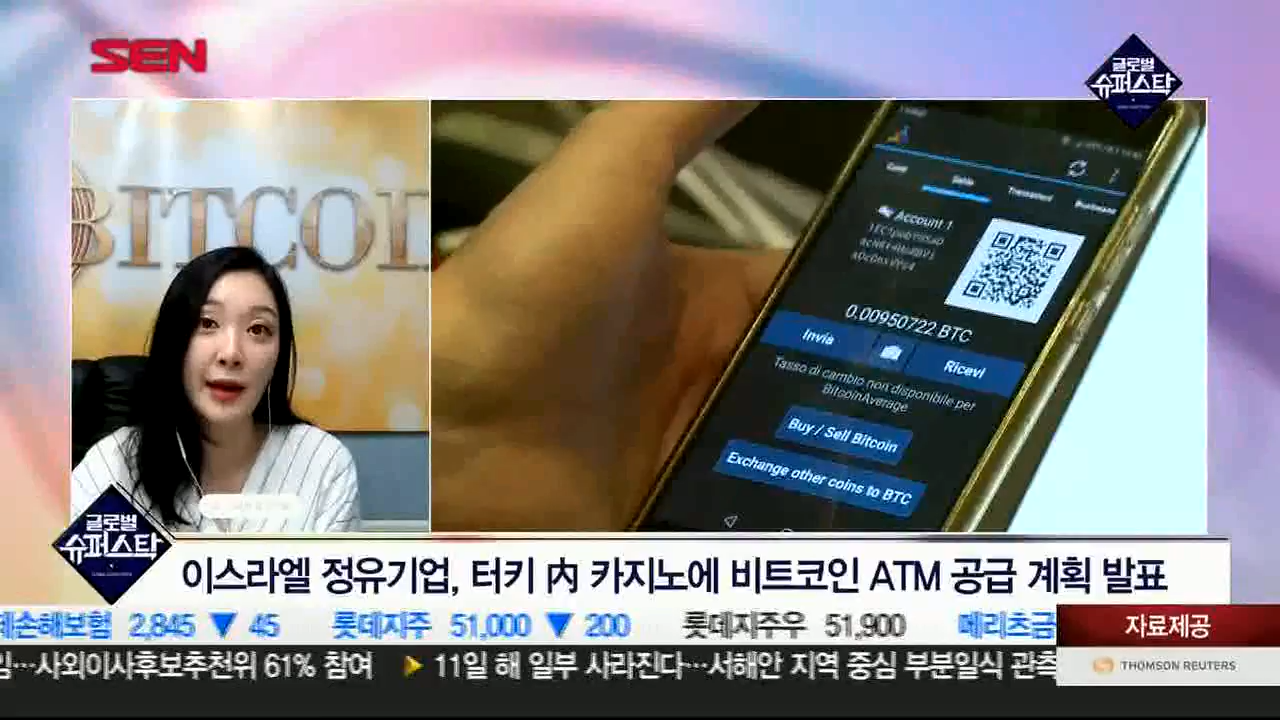 SEN
글로벌
슈퍼스타
BITCOI
Account 1
0.00950722 BTC
Invia
Ricevi
Tasso di cambio non disponibile per
BitcoinAverage
Buy / Sell Bitcoin
Exchange other coins to BTC
글로벌
슈퍼스타
이스라엘 정유기업, 터키 內 카지노에 비트코인 ATM 공급 계획 발표
제손해보험 2,845 ▼ 45 롯데지주 51,000 ▼ 200 롯데지주우 51,900 메리츠금
자료제공
임…사외이사후보추천위 61% 참여 ▶ 11일 해 일부 사라진다…서해안 지역 중심 부분일식 관측
THOMSON REUTERS